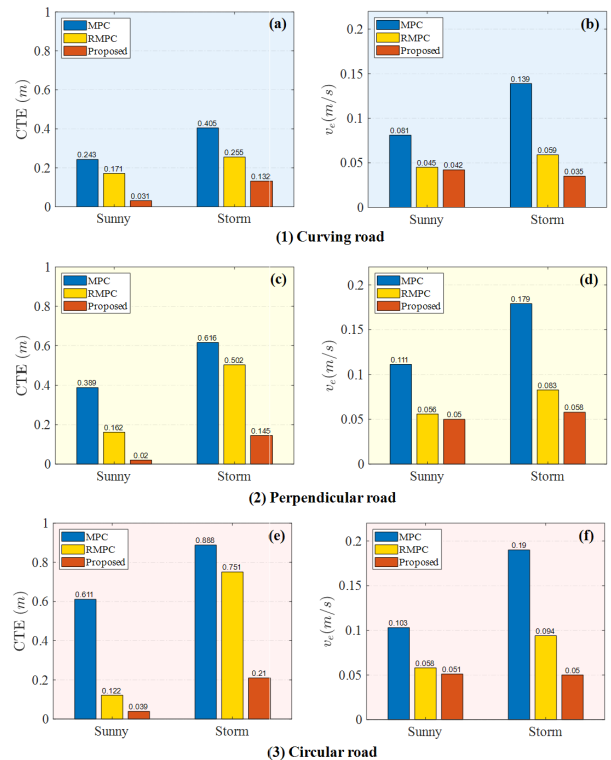 (a)
MPC
RMPC
Proposed
CTE (m)
1
0.8
0.6
0.4
0.2
0
0.243
0.171
0.031
0.405
0.255
0.132
Sunny
Storm
(b)
MPC
RMPC
Proposed
v_e(m/s)
0.2
0.15
0.1
0.05
0
0.081
0.045
0.042
0.139
0.059
0.035
Sunny
Storm
(1) Curving road
(c)
MPC
RMPC
Proposed
CTE (m)
1
0.8
0.6
0.4
0.2
0
0.389
0.162
0.02
0.616
0.502
0.145
Sunny
Storm
(d)
MPC
RMPC
Proposed
v_e(m/s)
0.2
0.15
0.1
0.05
0
0.111
0.056
0.05
0.179
0.083
0.058
Sunny
Storm
(2) Perpendicular road
(e)
MPC
RMPC
Proposed
CTE (m)
1
0.8
0.6
0.4
0.2
0
0.611
0.122
0.039
0.888
0.751
0.21
Sunny
Storm
(f)
MPC
RMPC
Proposed
v_e(m/s)
0.2
0.15
0.1
0.05
0
0.103
0.058
0.051
0.19
0.094
0.05
Sunny
Storm
(3) Circular road